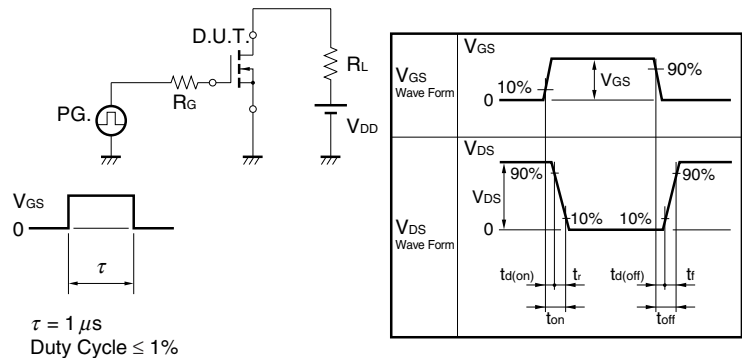 D.U.T.
RG
PG.
RL
VDD
VGS
0
τ
τ = 1 μs
Duty Cycle ≤ 1%
VGS
Wave Form
VGS
10%
0
VGS
90%
VDS
Wave Form
VDS
90%
VDS
0
10%
10%
90%
td(on)
tr
td(off)
tf
ton
toff